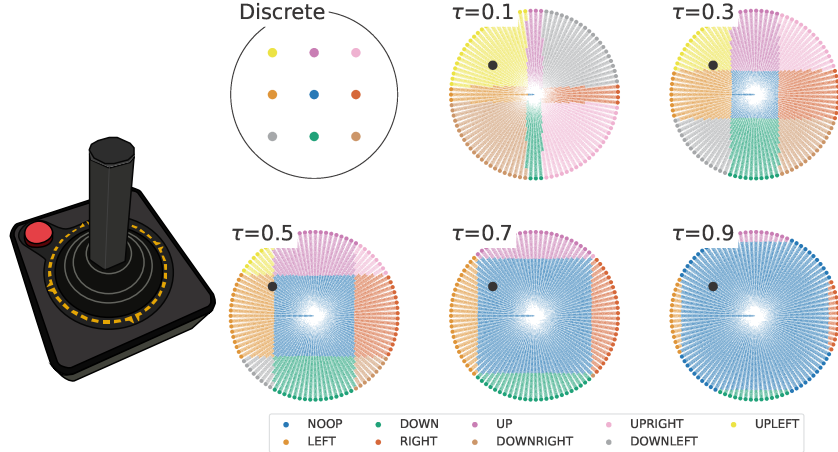 Discrete
τ=0.1
τ=0.3
τ=0.5
τ=0.7
τ=0.9
NOOP DOWN UP UPRIGHT UPLEFT
LEFT RIGHT DOWNRIGHT DOWNLEFT